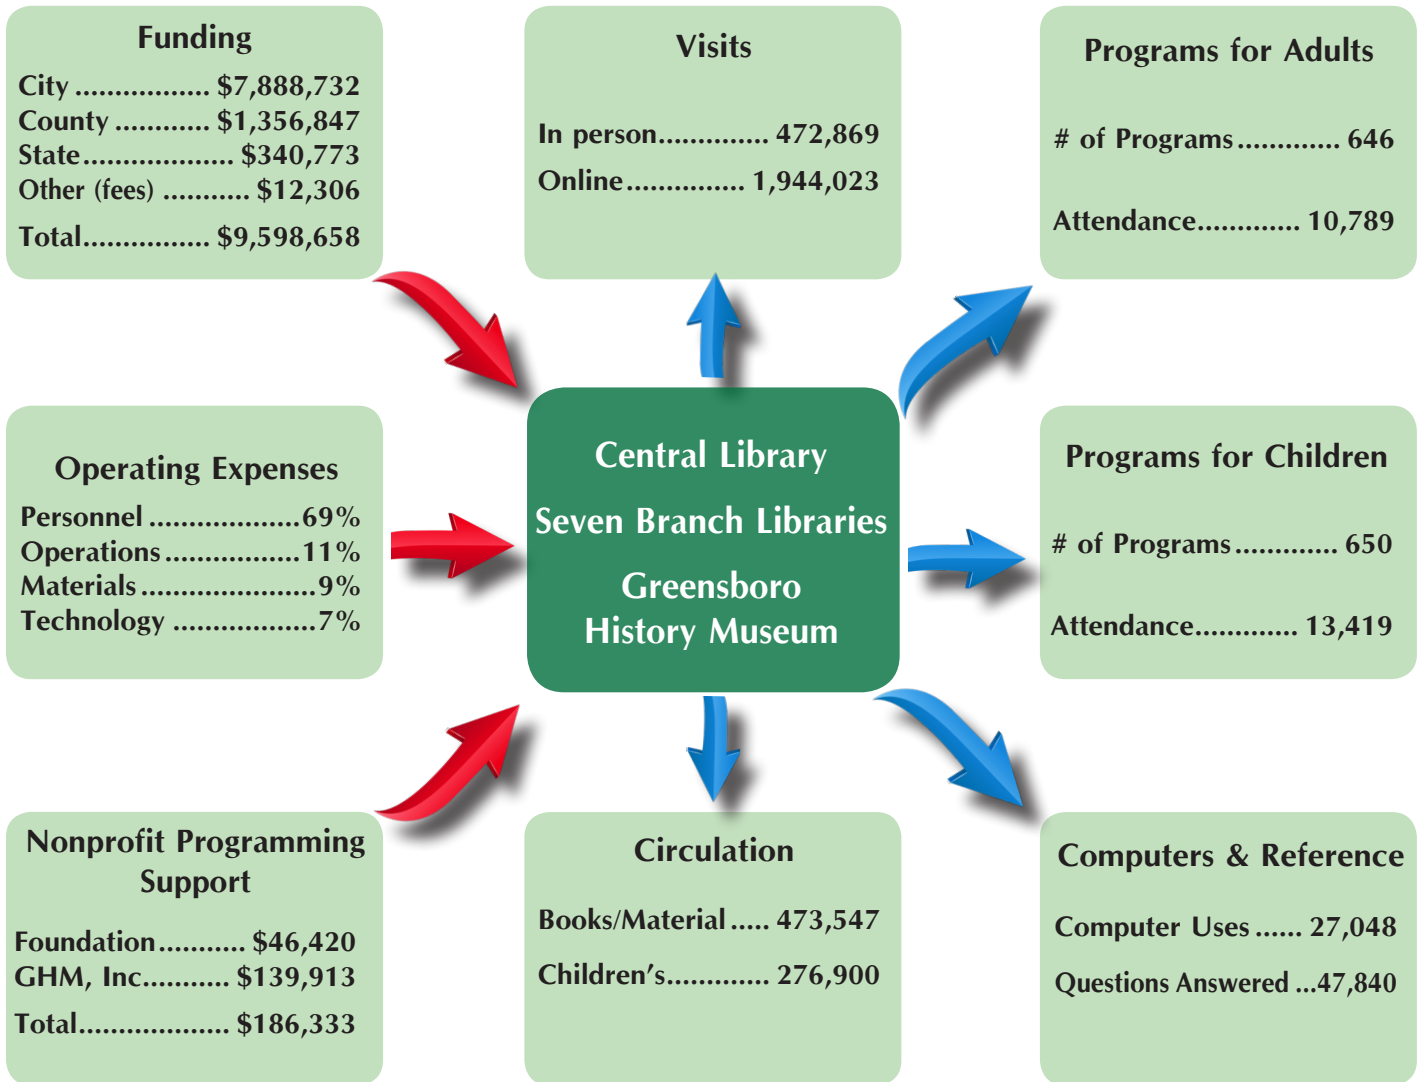 Funding
City ................. $7,888,732
County ............ $1,356,847
State................... $340,773
Other (fees) ........... $12,306
Total................ $9,598,658
Visits
In person.............. 472,869
Online............... 1,944,023
Programs for Adults
# of Programs............. 646
Attendance............. 10,789
Operating Expenses
Personnel ...................69%
Operations.................11%
Materials......................9%
Technology ..................7%
Central Library
Seven Branch Libraries
Greensboro
History Museum
Programs for Children
# of Programs............. 650
Attendance............. 13,419
Nonprofit Programming
Support
Foundation........... $46,420
GHM, Inc........... $139,913
Total................... $186,333
Circulation
Books/Material ..... 473,547
Children’s............. 276,900
Computers & Reference
Computer Uses ...... 27,048
Questions Answered ...47,840